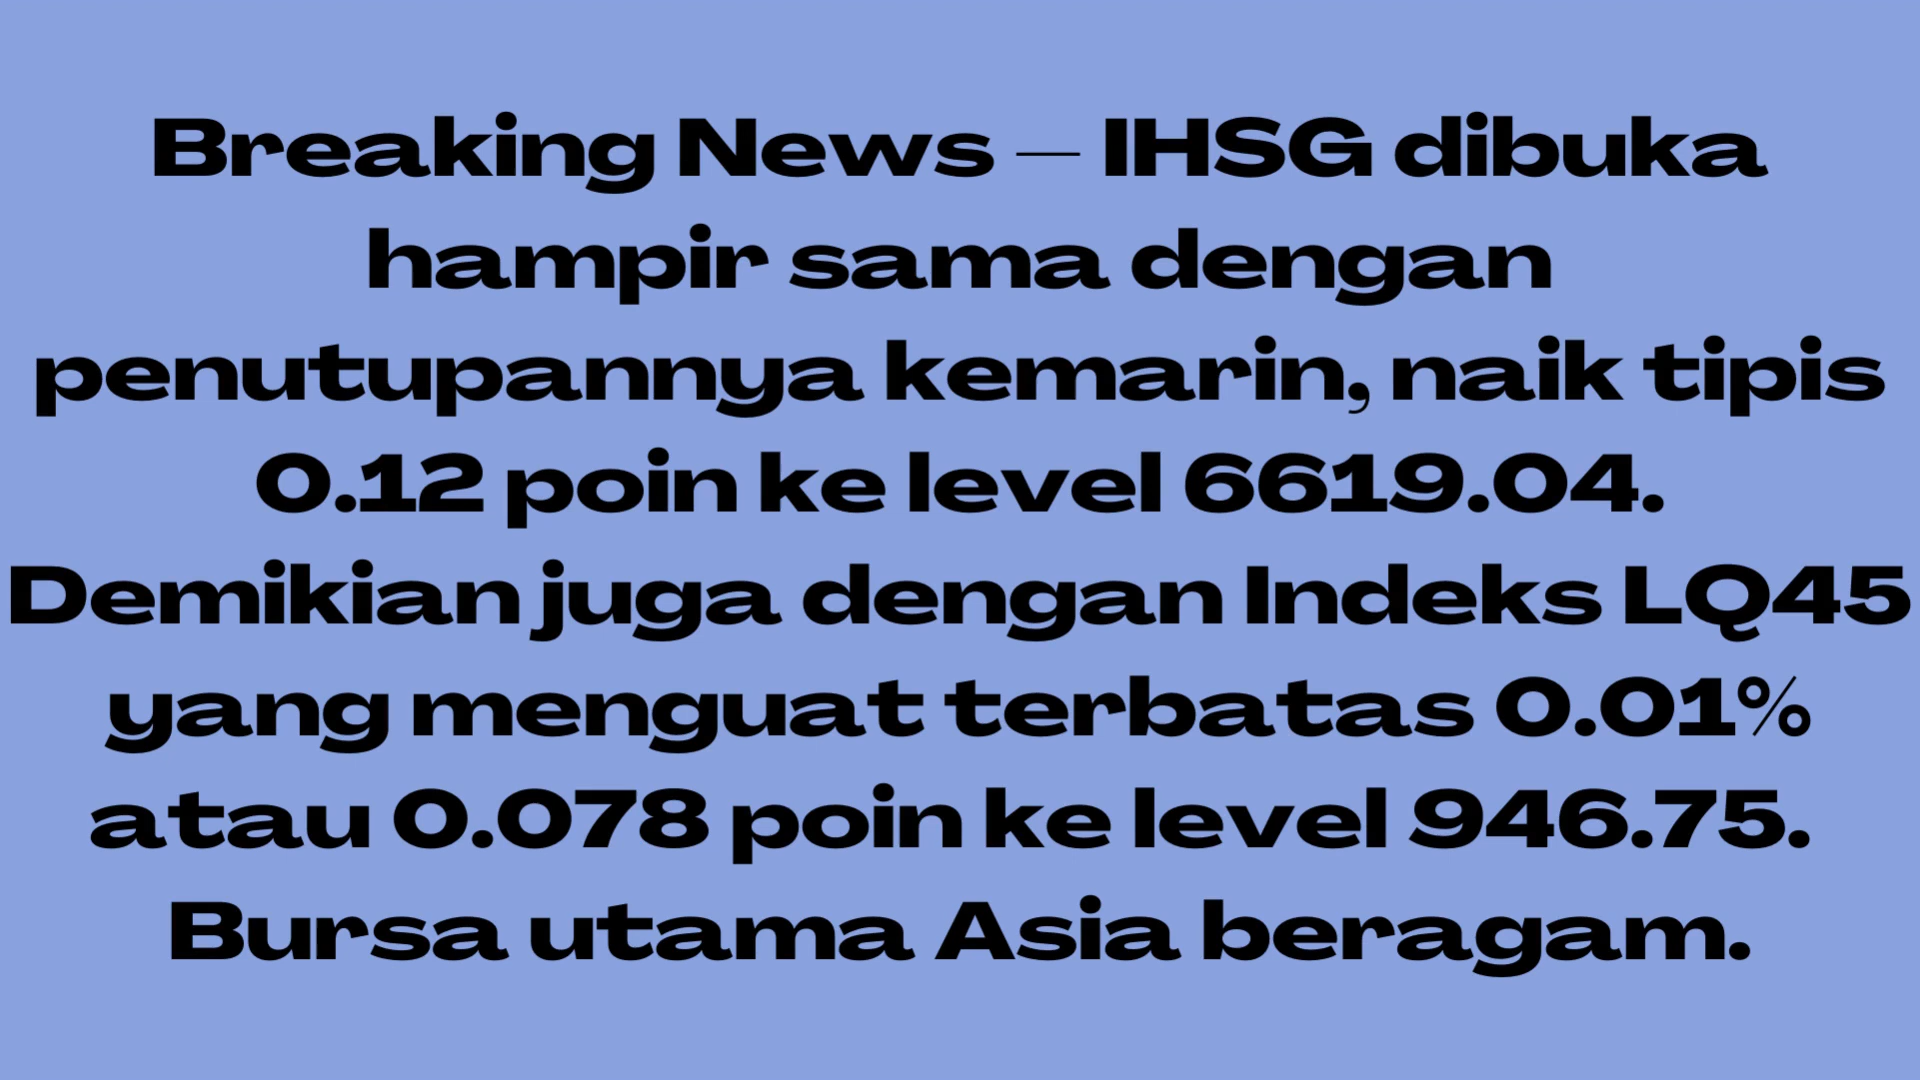 Breaking News — IHSG dibuka
hampir sama dengan
penutupannya kemarin, naik tipis
0.12 poin ke level 6619.04.
Demikian juga dengan Indeks LQ45
yang menguat terbatas 0.01%
atau 0.078 poin ke level 946.75.
Bursa utama Asia beragam.